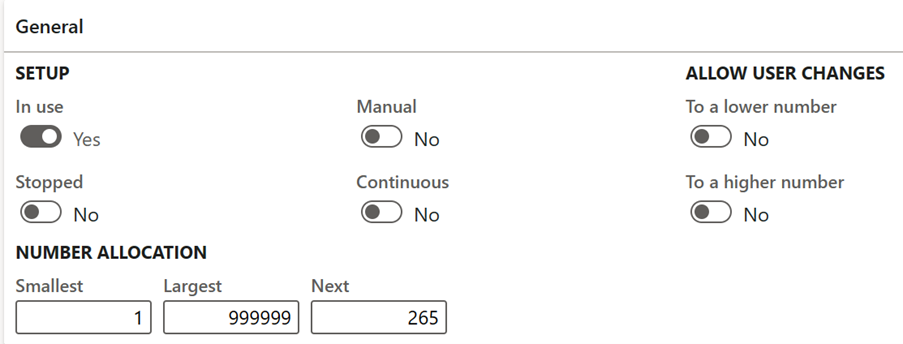 General
SETUP
ALLOW USER CHANGES
In use
Manual
To a lower number
Yes
No
No
Stopped
Continuous
To a higher number
No
No
No
NUMBER ALLOCATION
Smallest
Largest
Next
1
999999
265